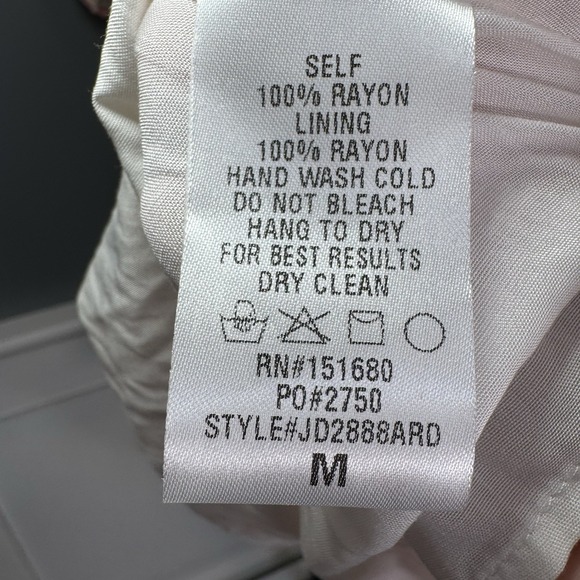 SELF
100% RAYON
LINING
100% RAYON
HAND WASH COLD
DO NOT BLEACH
HANG TO DRY
FOR BEST RESULTS
DRY CLEAN
RN#151680
PO#2750
STYLE#JD2888ARD
M